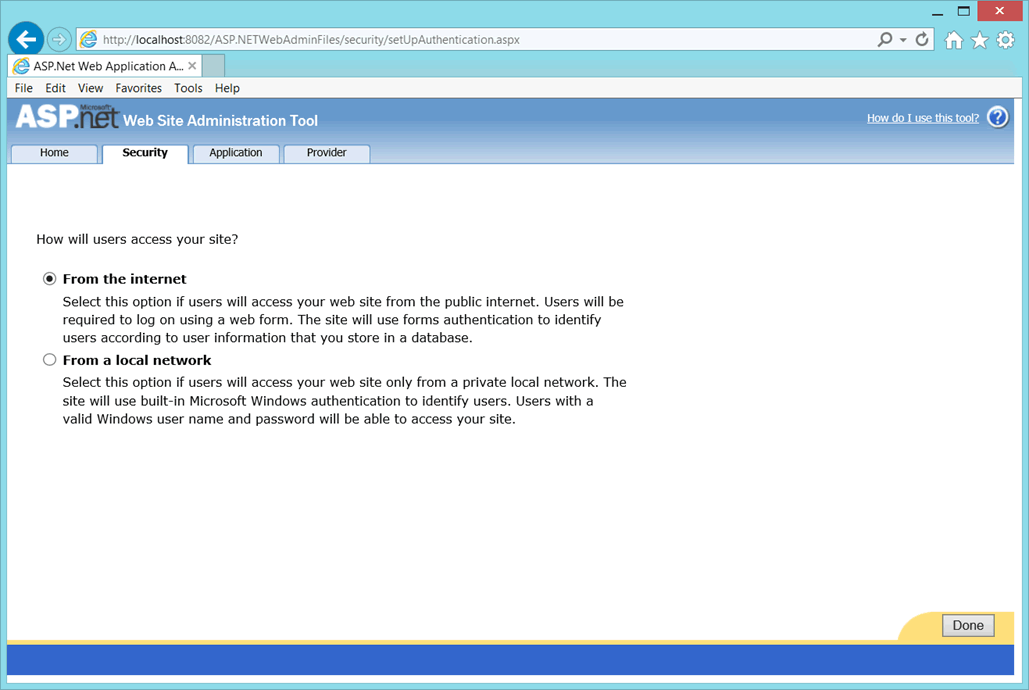 http://localhost:8082/ASP.NETWebAdminFiles/security/setUpAuthentication.aspx
ASP.Net Web Application A...
File Edit View Favorites Tools Help
Microsoft
ASP.net Web Site Administration Tool
How do I use this tool? ?
Home Security Application Provider
How will users access your site?
From the internet
Select this option if users will access your web site from the public internet. Users will be
required to log on using a web form. The site will use forms authentication to identify
users according to user information that you store in a database.
From a local network
Select this option if users will access your web site only from a private local network. The
site will use built-in Microsoft Windows authentication to identify users. Users with a
valid Windows user name and password will be able to access your site.
Done